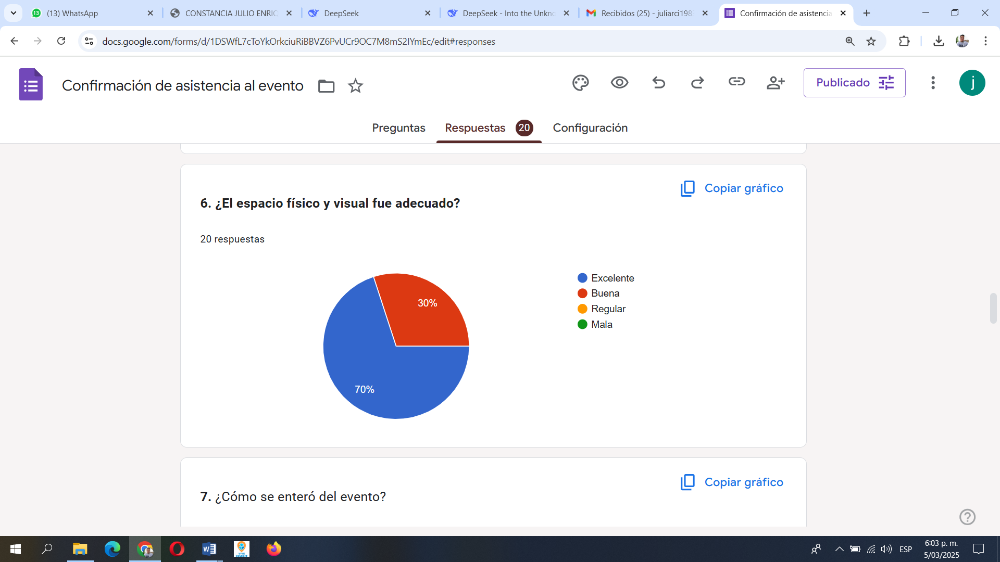 (13) WhatsApp
CONSTANCIA JULIO ENRIC
DeepSeek
DeepSeek - Into the Unkno
Recibidos (25) - juliarci198
Confirmación de asistencia
docs.google.com/forms/d/1DSWfL7cToYkOrkciuRiBBVZ6PvUCr9OC7M8mS2IYmEc/edit#responses
Confirmación de asistencia al evento
Publicado
j
Preguntas
Respuestas 20
Configuración
Copiar gráfico
6. ¿El espacio físico y visual fue adecuado?
20 respuestas
Excelente
Buena
Regular
Mala
30%
70%
Copiar gráfico
7. ¿Cómo se enteró del evento?
ESP
6:03 p. m.
5/03/2025